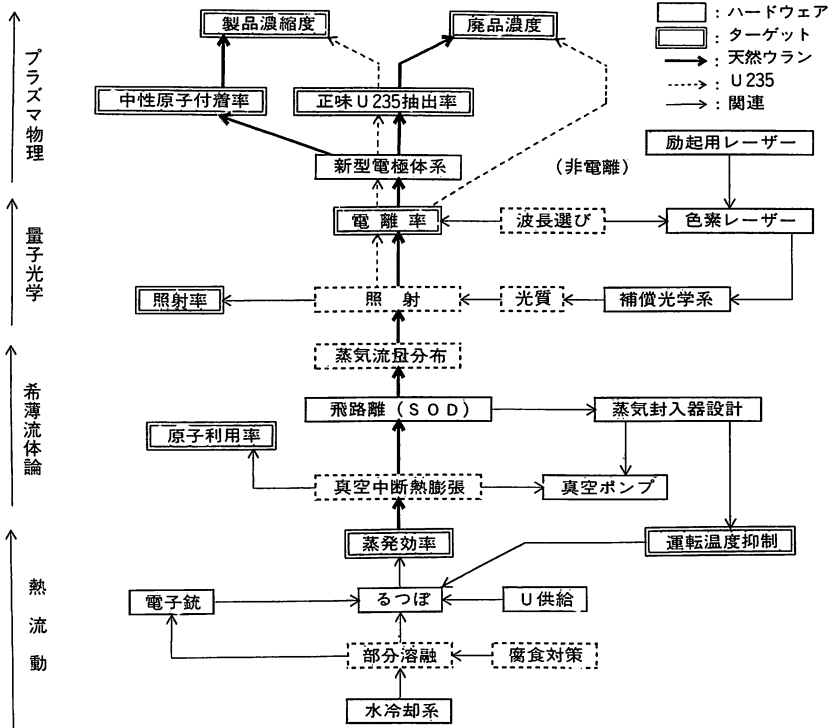 製品濃縮度
廃品濃度
: ハードウェア
: ターゲット
: 天然ウラン
: U235
: 関連
プラズマ物理
中性原子付着率
正味U235抽出率
新型電極体系
(非電離)
励起用レーザー
量子光学
電離率
波長選び
色素レーザー
照射率
照射
光質
補償光学系
蒸気流量分布
希薄流体論
飛路離(SOD)
蒸気封入器設計
原子利用率
真空中断熱膨張
真空ポンプ
熱流動
蒸発効率
運転温度抑制
電子銃
るつぼ
U供給
部分溶融
腐食対策
水冷却系